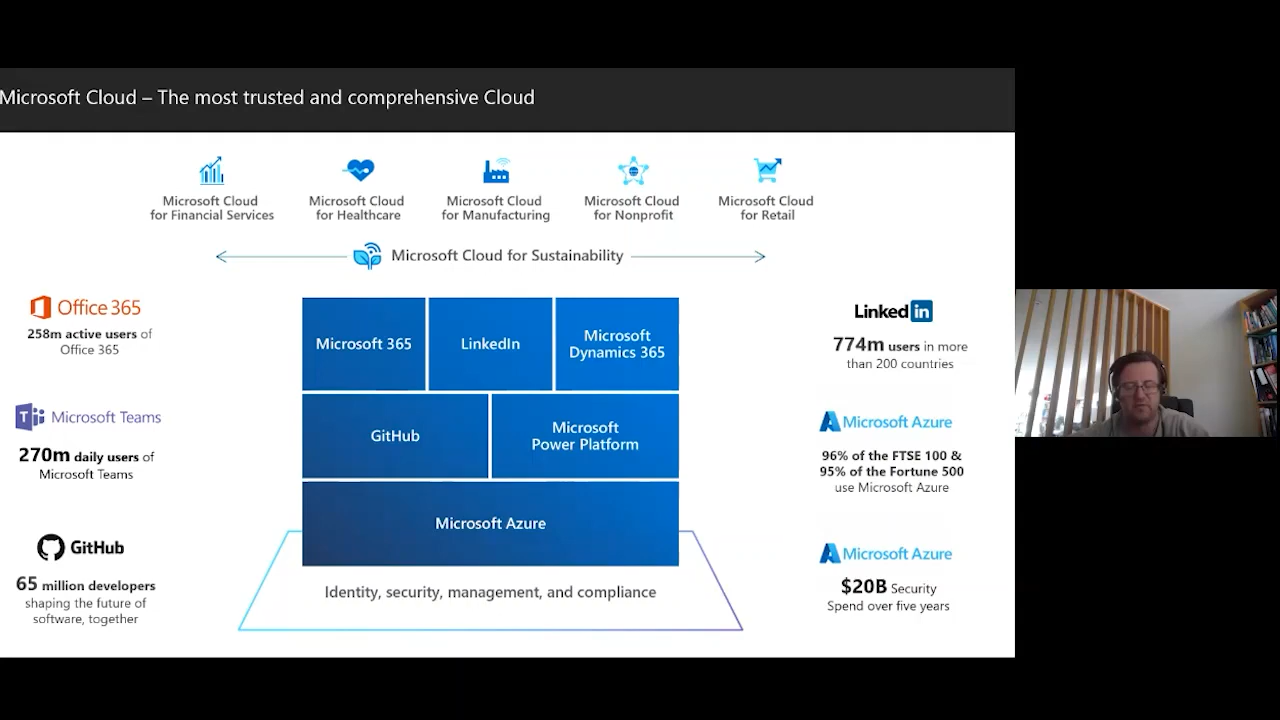 Microsoft Cloud – The most trusted and comprehensive Cloud
Microsoft Cloud
for Financial Services
Microsoft Cloud
for Healthcare
Microsoft Cloud
for Manufacturing
Microsoft Cloud
for Nonprofit
Microsoft Cloud
for Retail
Microsoft Cloud for Sustainability
Office 365
258m active users of
Office 365
Microsoft Teams
270m daily users of
Microsoft Teams
GitHub
65 million developers
shaping the future of
software, together
Microsoft 365
LinkedIn
Microsoft
Dynamics 365
GitHub
Microsoft
Power Platform
Microsoft Azure
Identity, security, management, and compliance
Linked in
774m users in more
than 200 countries
Microsoft Azure
96% of the FTSE 100 &
95% of the Fortune 500
use Microsoft Azure
Microsoft Azure
$20B Security
Spend over five years